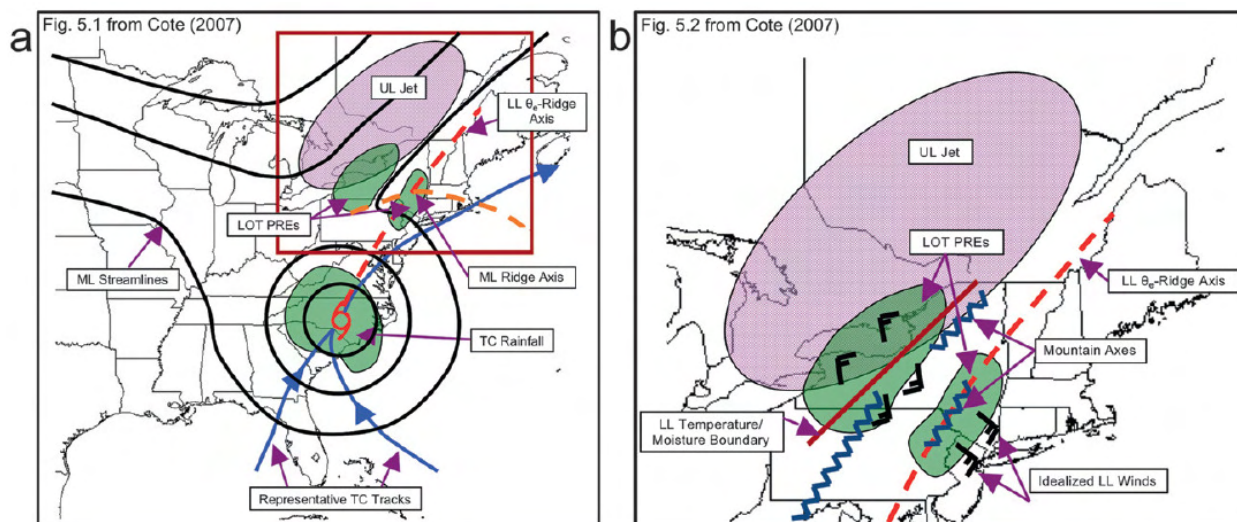 a
Fig. 5.1 from Cote (2007)
UL Jet
LL θe-Ridge
Axis
LOT PREs
ML Streamlines
ML Ridge Axis
TC Rainfall
Representative TC Tracks
b
Fig. 5.2 from Cote (2007)
UL Jet
LOT PREs
LL θe-Ridge Axis
Mountain Axes
LL Temperature/
Moisture Boundary
Idealized LL Winds